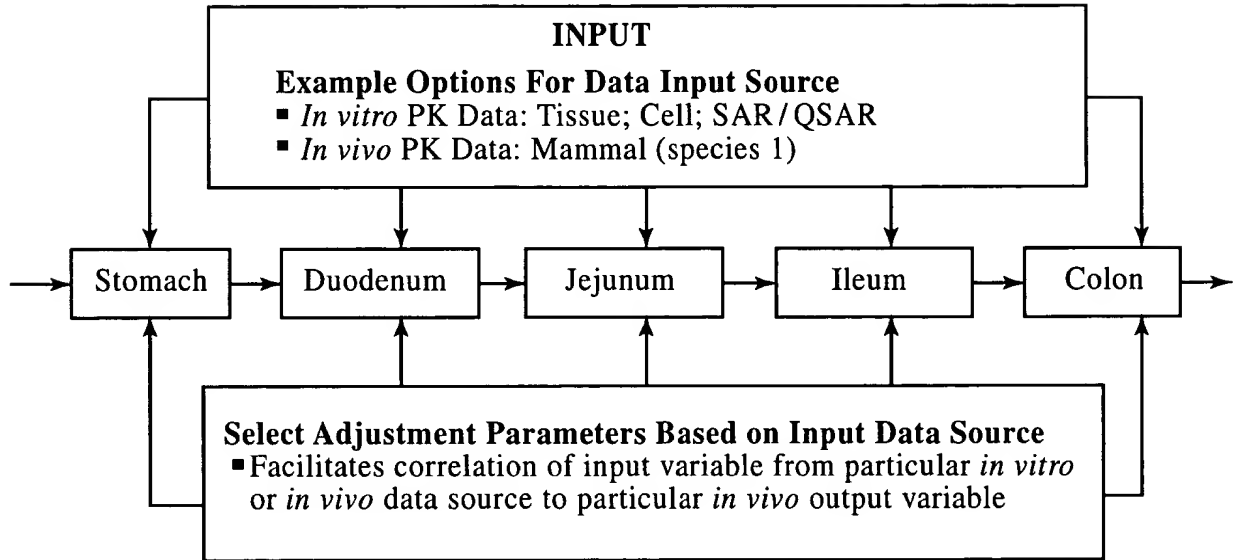 INPUT
Example Options For Data Input Source
▪ In vitro PK Data: Tissue; Cell; SAR/QSAR
▪ In vivo PK Data: Mammal (species 1)
Stomach
Duodenum
Jejunum
Ileum
Colon
Select Adjustment Parameters Based on Input Data Source
▪ Facilitates correlation of input variable from particular in vitro
or in vivo data source to particular in vivo output variable